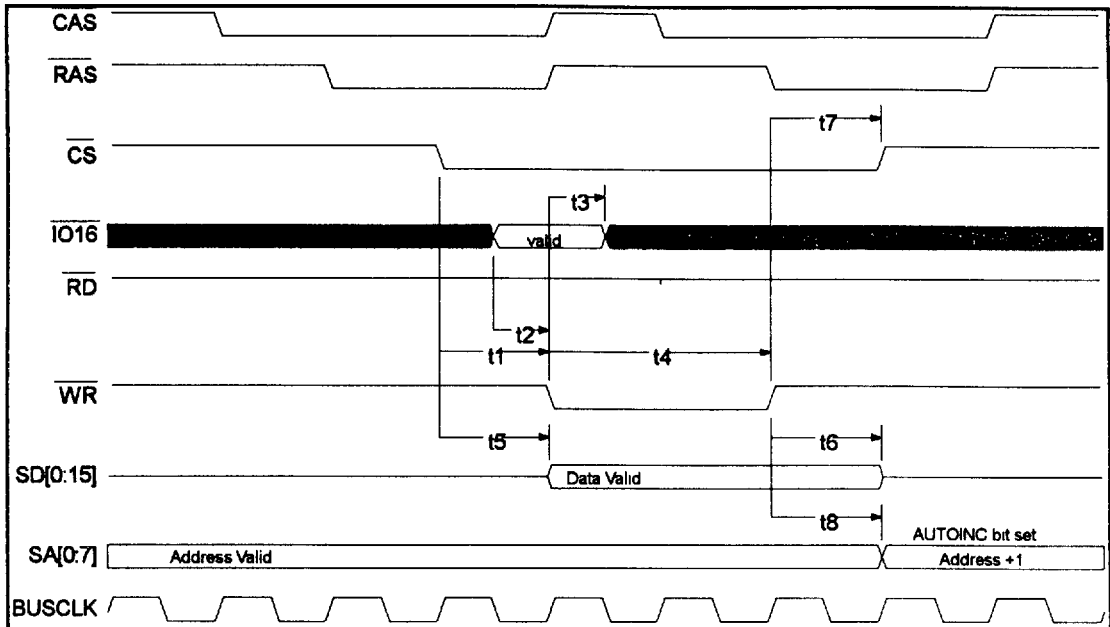 CAS
RAS
t7
CS
t3
IO16
valid
RD
t2
t1
t4
WR
t5
t6
SD[0:15]
Data Valid
t8
AUTOINC bit set
SA[0:7]
Address Valid
Address +1
BUSCLK